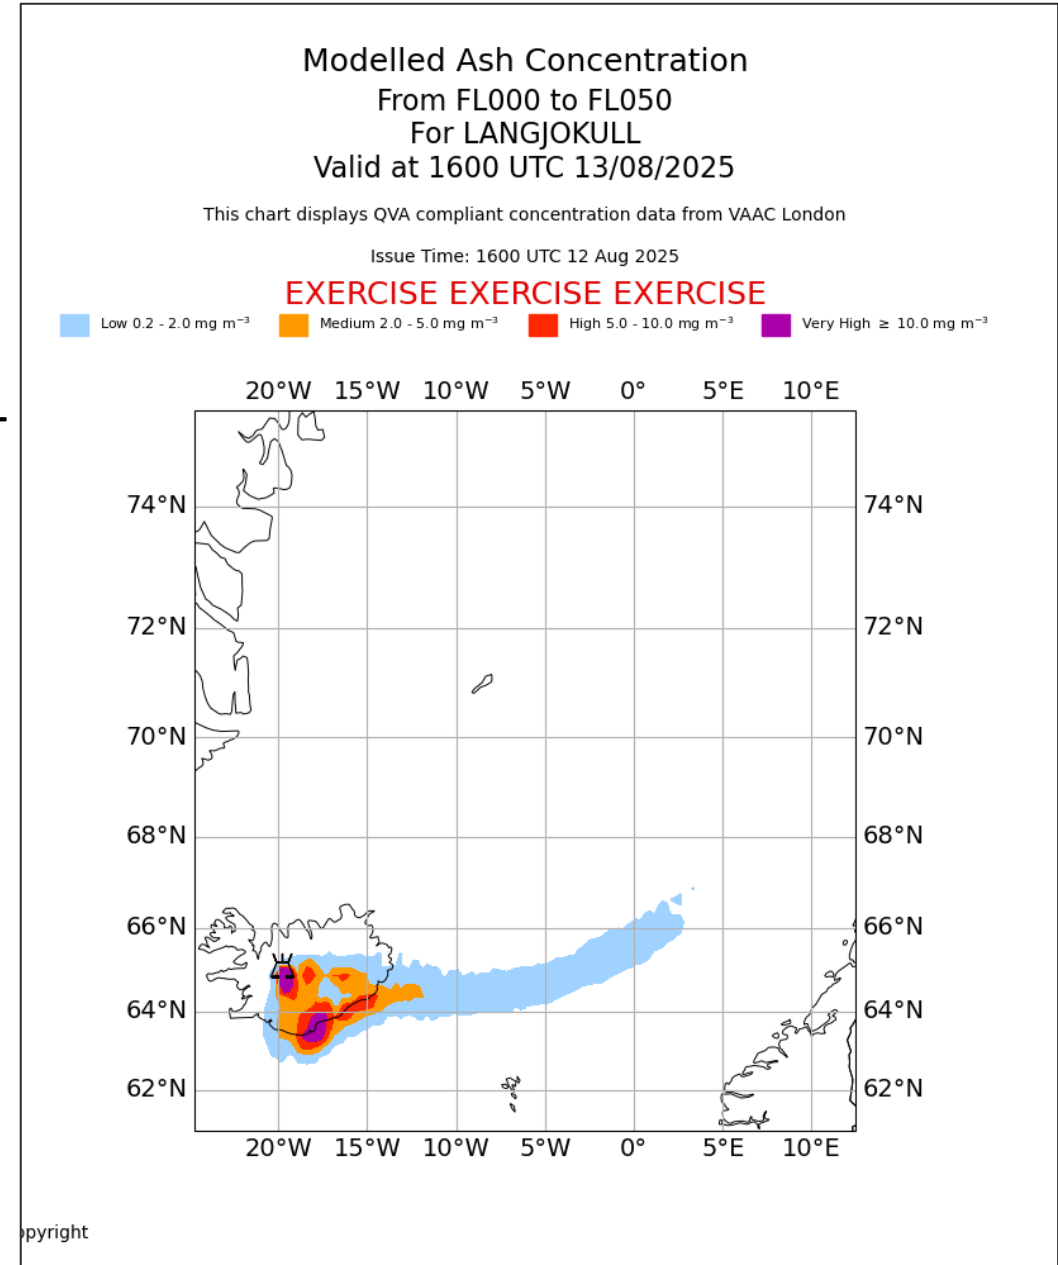 Modelled Ash Concentration
From FL000 to FL050
For LANGJOKULL
Valid at 1600 UTC 13/08/2025
This chart displays QVA compliant concentration data from VAAC London
Issue Time: 1600 UTC 12 Aug 2025
EXERCISE EXERCISE EXERCISE
Low 0.2 - 2.0 mg m⁻³ Medium 2.0 - 5.0 mg m⁻³ High 5.0 - 10.0 mg m⁻³ Very High ≥ 10.0 mg m⁻³
20°W 15°W 10°W 5°W 0° 5°E 10°E
74°N 74°N
72°N 72°N
70°N 70°N
68°N 68°N
66°N 66°N
64°N 64°N
62°N 62°N
20°W 15°W 10°W 5°W 0° 5°E 10°E
opyright